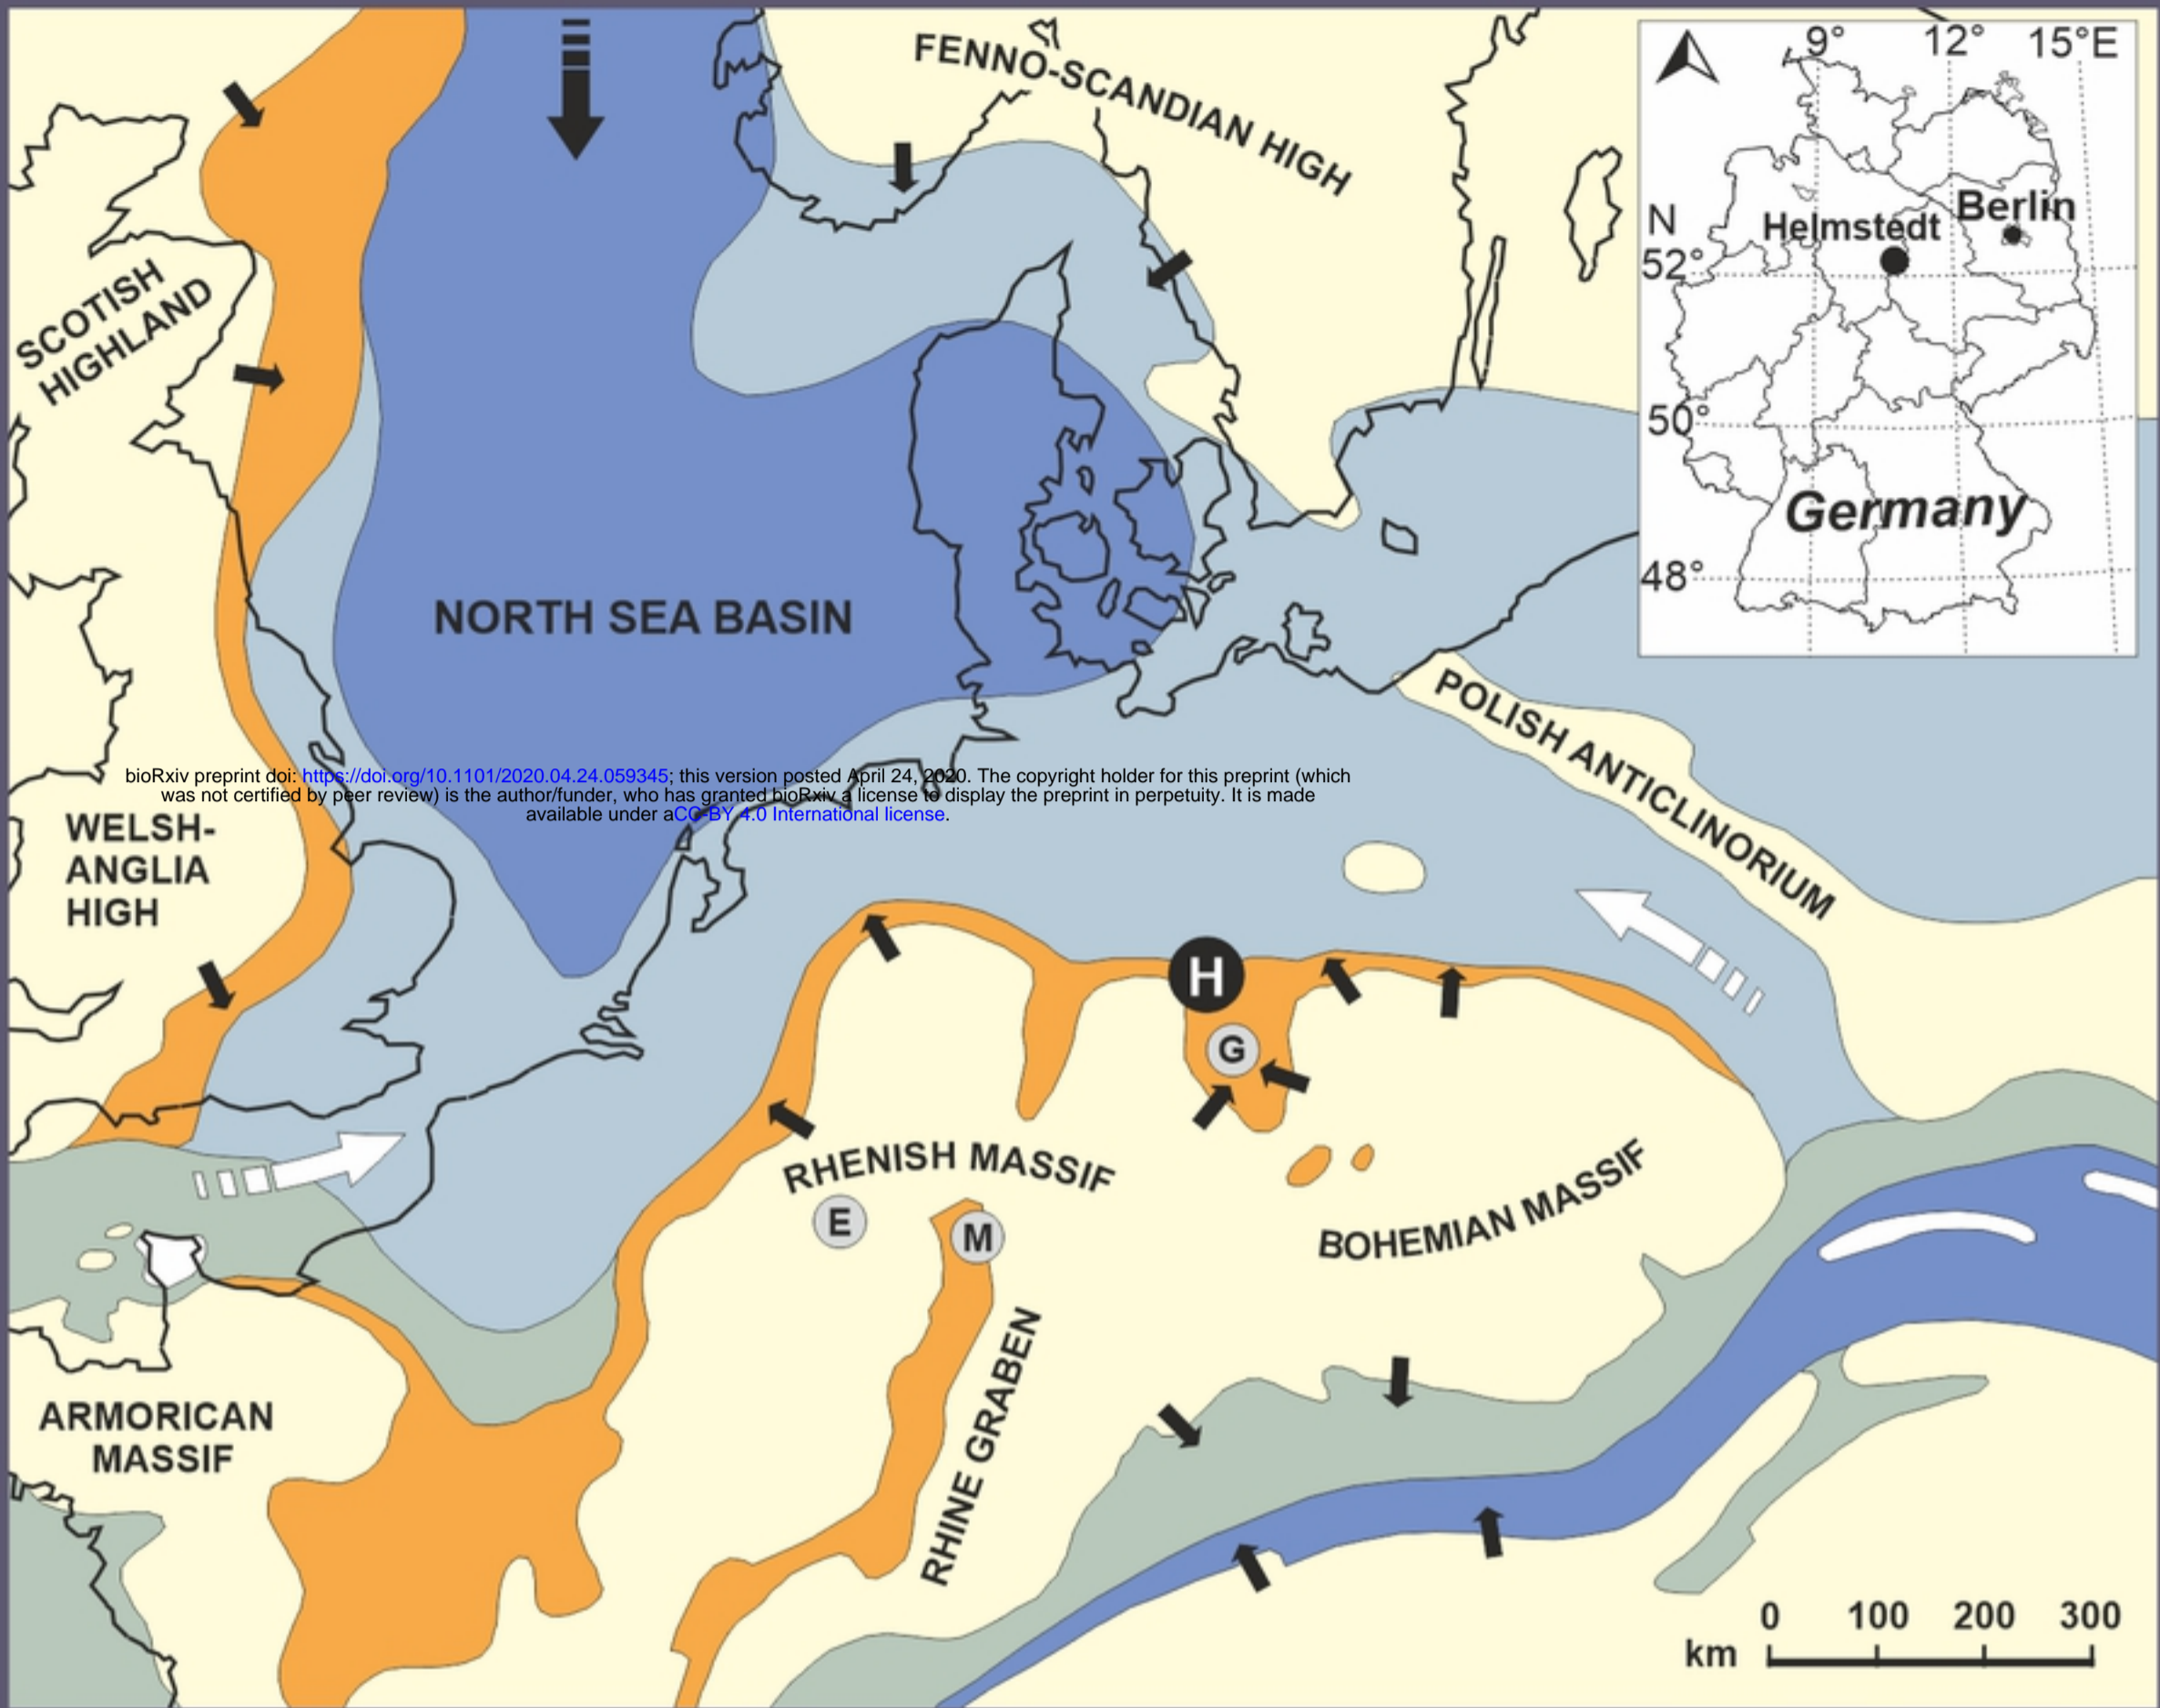 FENNO-SCANDIAN HIGH
9° 12° 15°E
N
52°
50°
48°
Helmstedt
Berlin
Germany
SCOTISH
HIGHLAND
NORTH SEA BASIN
POLISH ANTICLINORIUM
bioRxiv preprint doi: https://doi.org/10.1101/2020.04.24.059345; this version posted April 24, 2020. The copyright holder for this preprint (which
was not certified by peer review) is the author/funder, who has granted bioRxiv a license to display the preprint in perpetuity. It is made
available under aCC-BY 4.0 International license.
WELSH-
ANGLIA
HIGH
H
G
RHENISH MASSIF
E
M
BOHEMIAN MASSIF
RHINE GRABEN
ARMORICAN
MASSIF
0 100 200 300
km